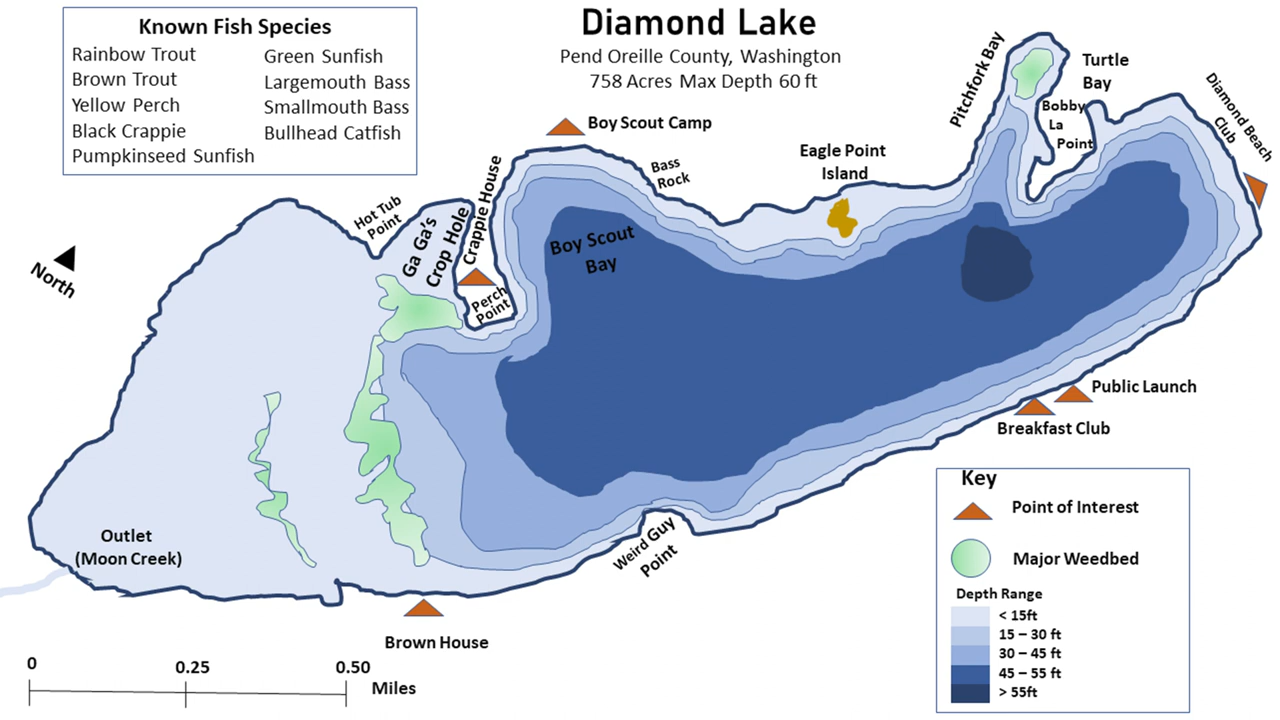 Diamond Lake
Pend Oreille County, Washington
758 Acres Max Depth 60 ft
Known Fish Species
Rainbow Trout
Brown Trout
Yellow Perch
Black Crappie
Pumpkinseed Sunfish
Green Sunfish
Largemouth Bass
Smallmouth Bass
Bullhead Catfish
North
Hot Tub
Point
Ga Ga's
Crop Hole
Crappie House
Perch
Point
Boy Scout Camp
Bass
Rock
Boy Scout
Bay
Eagle Point
Island
Pitchfork Bay
Turtle
Bay
Bobby
La
Point
Diamond Beach
Club
Public Launch
Breakfast Club
Weird Guy
Point
Brown House
Outlet
(Moon Creek)
0
0.25
0.50
Miles
Key
Point of Interest
Major Weedbed
Depth Range
< 15ft
15 – 30 ft
30 – 45 ft
45 – 55 ft
> 55ft